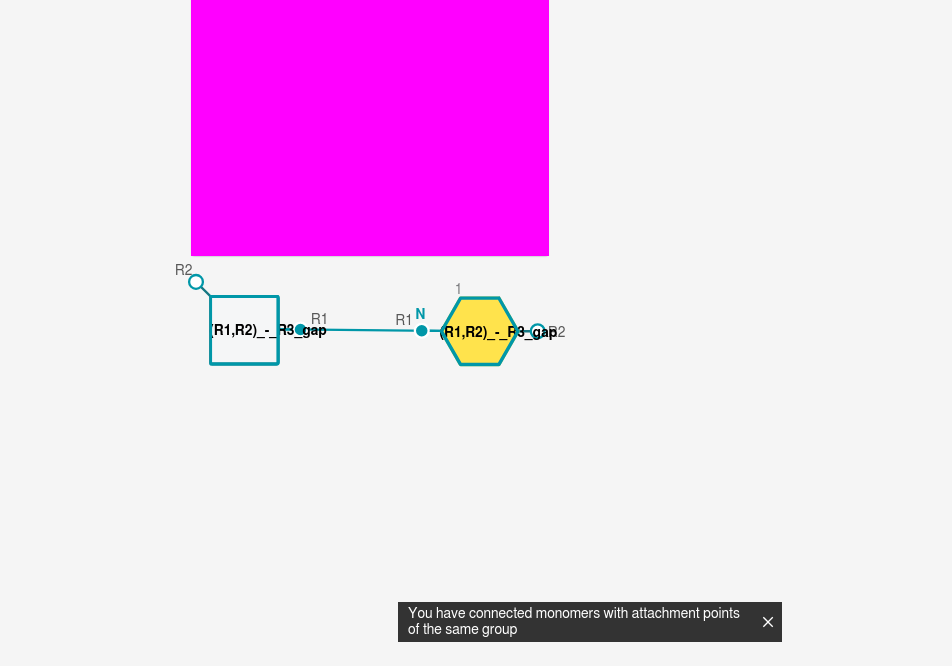 R2
1
N
R1
R1
(R1,R2)_-_R3_gap
(R1,R2)_-_R3_gap
R2
You have connected monomers with attachment points
of the same group